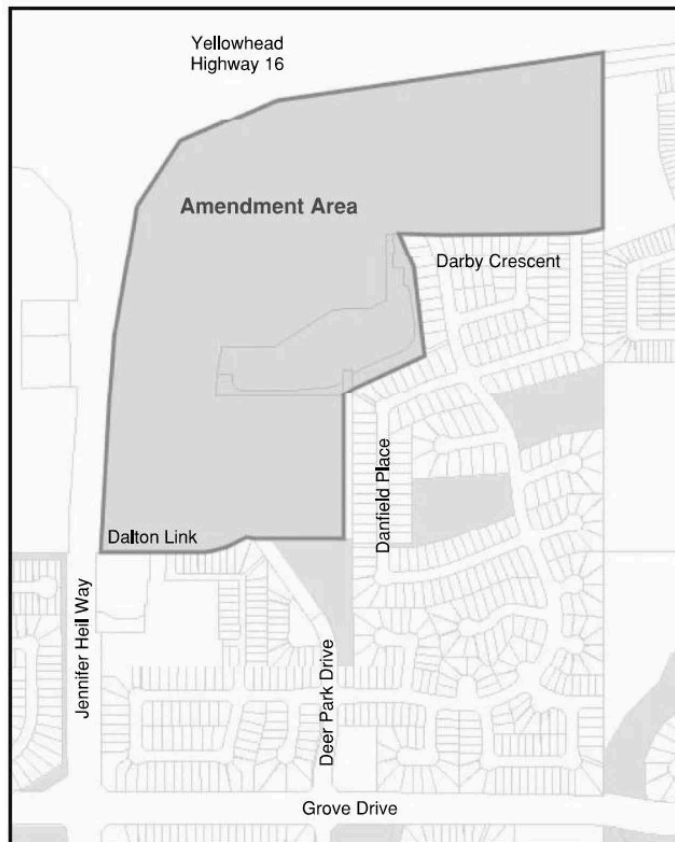 Yellowhead
Highway 16
Amendment Area
Darby Crescent
Danfield Place
Dalton Link
Jennifer Heil Way
Deer Park Drive
Grove Drive